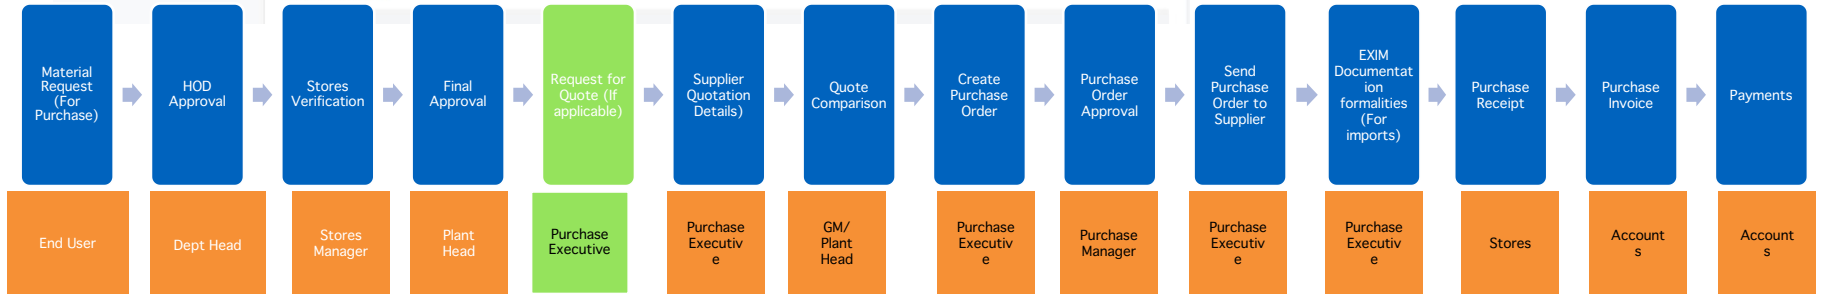 Material
Request
(For
Purchase)
HOD
Approval
Stores
Verification
Final
Approval
Request for
Quote (If
applicable)
Supplier
Quotation
Details)
Quote
Comparison
Create
Purchase
Order
Purchase
Order
Approval
Send
Purchase
Order to
Supplier
EXIM
Documentat
ion
formalities
(For
imports)
Purchase
Receipt
Purchase
Invoice
Payments
End User
Dept Head
Stores
Manager
Plant
Head
Purchase
Executive
Purchase
Executiv
e
GM/
Plant
Head
Purchase
Executiv
e
Purchase
Manager
Purchase
Executiv
e
Purchase
Executiv
e
Stores
Account
s
Account
s